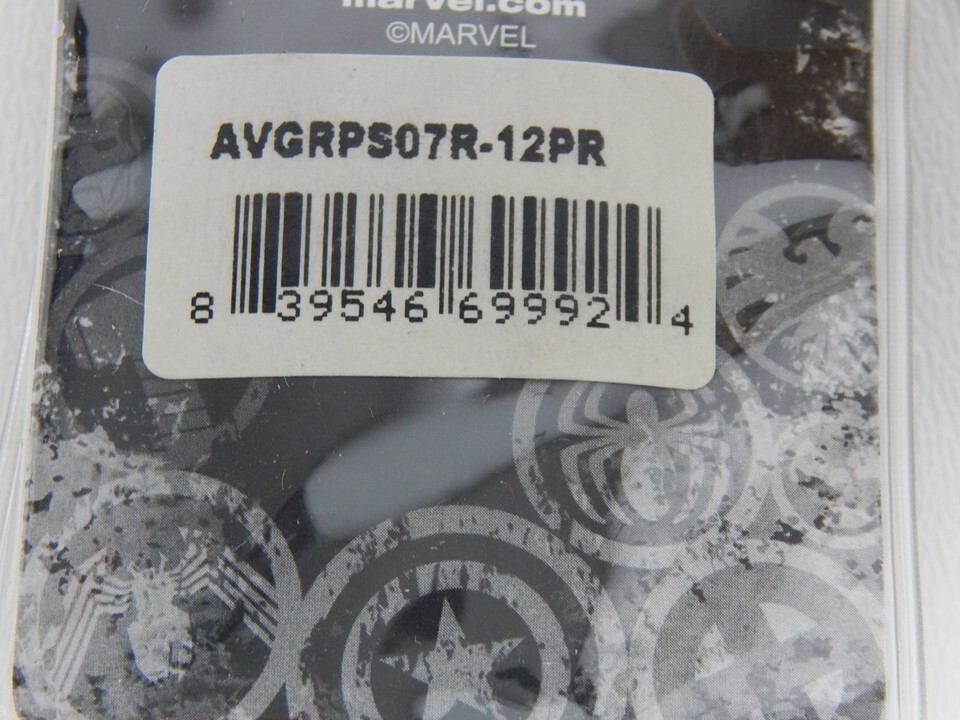 marvel.com
©MARVEL
AVGRPS07R-12PR
8 39546 69992 4